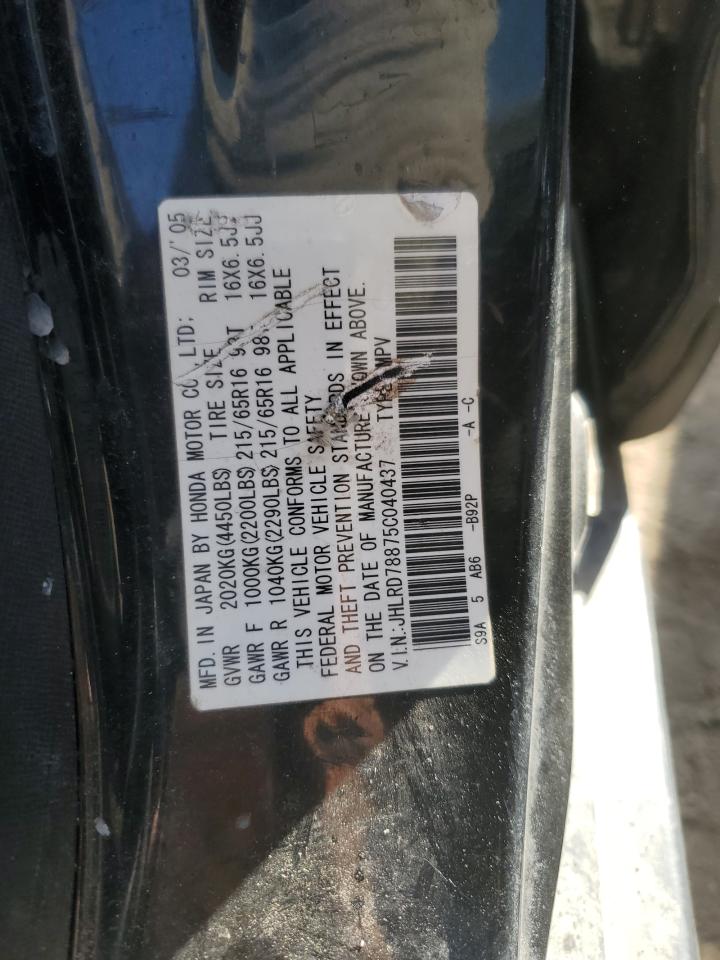 MFD. IN JAPAN BY HONDA MOTOR CO LTD: 03/'05
GVWR 2020KG(4450LBS) TIRE SIZE RIM SIZE
GAWR F 1000KG(2200LBS) 215/65R16 98T 16X6.5JJ
GAWR R 1040KG(2290LBS) 215/65R16 98 16X6.5JJ
THIS VEHICLE CONFORMS TO ALL APPLICABLE
FEDERAL MOTOR VEHICLE SAFETY
AND THEFT PREVENTION STANDARDS IN EFFECT
ON THE DATE OF MANUFACTURE OWN ABOVE.
V.I.N.:JHLRD78875C040437 TYPE MPV
S9A 5 AB6 -B92P -A -C